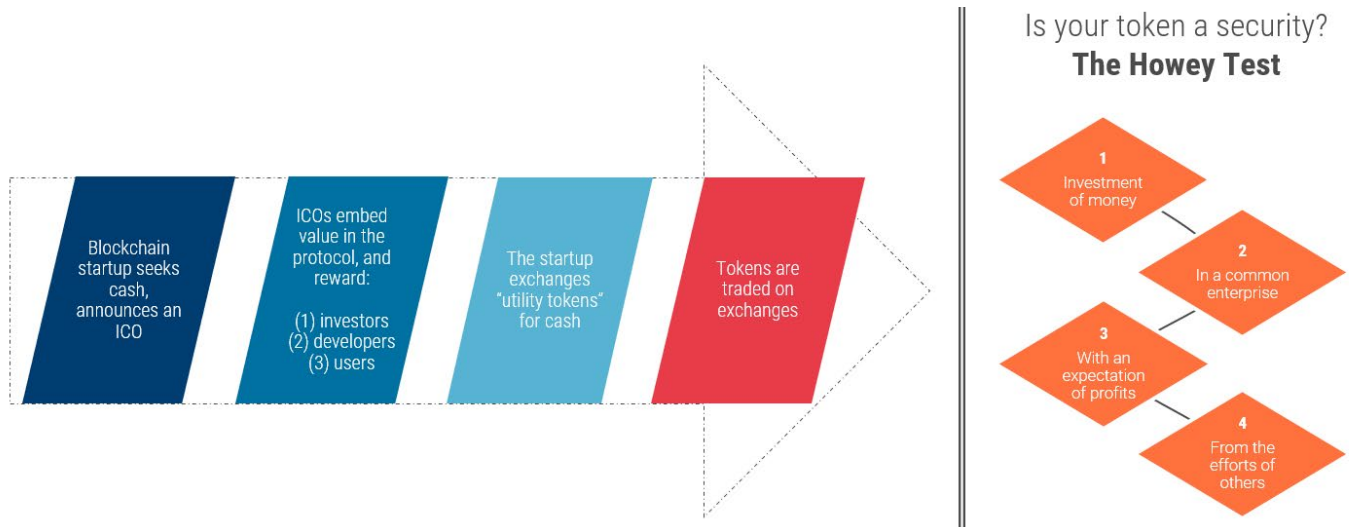 Blockchain
startup seeks
cash,
announces an
ICO
ICOs embed
value in the
protocol, and
reward:
(1) investors
(2) developers
(3) users
The startup
exchanges
“utility tokens”
for cash
Tokens are
traded on
exchanges
Is your token a security?
The Howey Test
1
Investment
of money
2
In a common
enterprise
3
With an
expectation
of profits
4
From the
efforts of
others